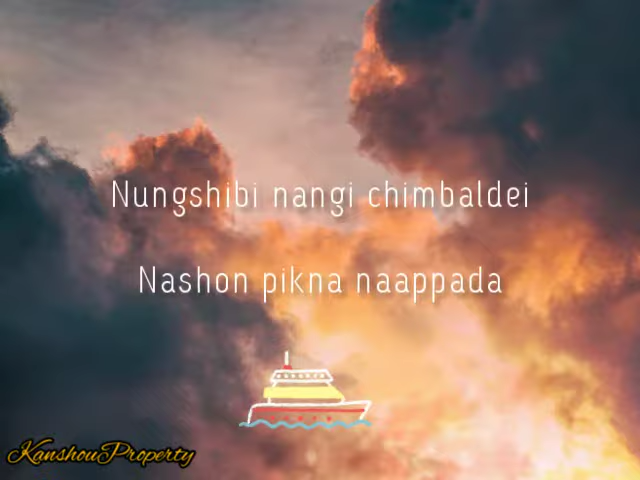 Nungshibi nangi chimbaldei
Nashon pikna naappada
KanshouProperty